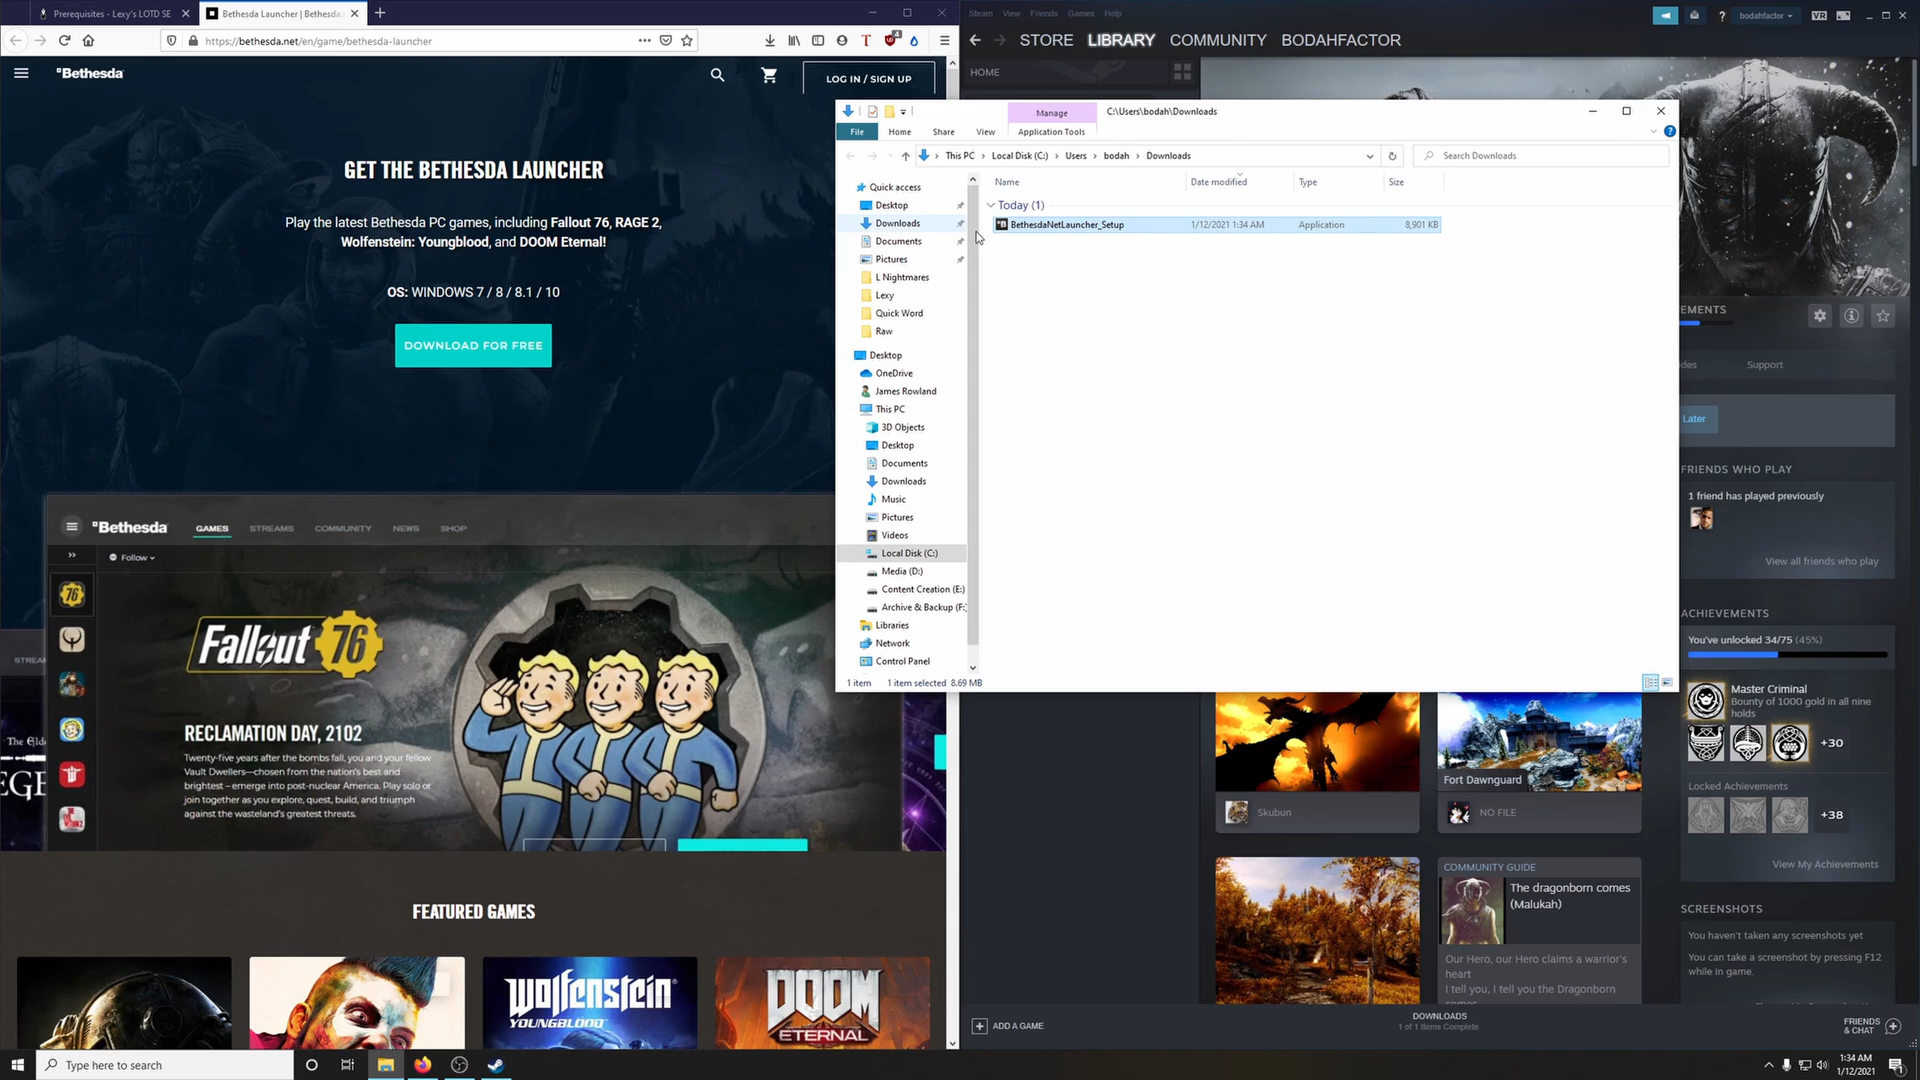 Prerequisites - Lexy's LOTD SE
Bethesda Launcher | Bethesda.
https://bethesda.net/en/game/bethesda-launcher
Bethesda
LOG IN / SIGN UP
GET THE BETHESDA LAUNCHER
Play the latest Bethesda PC games, including Fallout 76, RAGE 2,
Wolfenstein: Youngblood, and DOOM Eternal!
OS: WINDOWS 7 / 8 / 8.1 / 10
DOWNLOAD FOR FREE
Bethesda
GAMES
STREAMS
COMMUNITY
NEWS
SHOP
Follow
Fallout 76
RECLAMATION DAY, 2102
Twenty-five years after the bombs fall, you and your fellow
Vault Dwellers—chosen from the nation's best and
brightest – emerge into post-nuclear America. Play solo or
join together as you explore, quest, build, and triumph
against the wasteland's greatest threats.
STREA
The Elde
EGE
FEATURED GAMES
Wolfenstein
YOUNGBLOOD
DOOM
ETERNAL
Steam
View
Friends
Games
Help
bodahfactor
VR
STORE
LIBRARY
COMMUNITY
BODAHFACTOR
HOME
Manage
C:\Users\bodah\Downloads
File
Home
Share
View
Application Tools
This PC
Local Disk (C:)
Users
bodah
Downloads
Search Downloads
Name
Date modified
Type
Size
Today (1)
BethesdaNetLauncher_Setup
1/12/2021 1:34 AM
Application
8,901 KB
Quick access
Desktop
Downloads
Documents
Pictures
L Nightmares
Lexy
Quick Word
Raw
Desktop
OneDrive
James Rowland
This PC
3D Objects
Desktop
Documents
Downloads
Music
Pictures
Videos
Local Disk (C:)
Media (D:)
Content Creation (E:)
Archive & Backup (F:
Libraries
Network
Control Panel
1 item
1 item selected 8.69 MB
EMENTS
des
Support
Later
FRIENDS WHO PLAY
1 friend has played previously
View all friends who play
ACHIEVEMENTS
You've unlocked 34/75 (45%)
Master Criminal
Bounty of 1000 gold in all nine
holds
+30
Locked Achievements
+38
View My Achievements
SCREENSHOTS
You haven't taken any screenshots yet
You can take a screenshot by pressing F12
while in game.
Skubun
Fort Dawnguard
NO FILE
COMMUNITY GUIDE
The dragonborn comes
(Malukah)
Our Hero, our Hero claims a warrior's
heart
I tell you, I tell you the Dragonborn
ADD A GAME
DOWNLOADS
1 of 1 Items Complete
FRIENDS
& CHAT
Type here to search
1:34 AM
1/12/2021